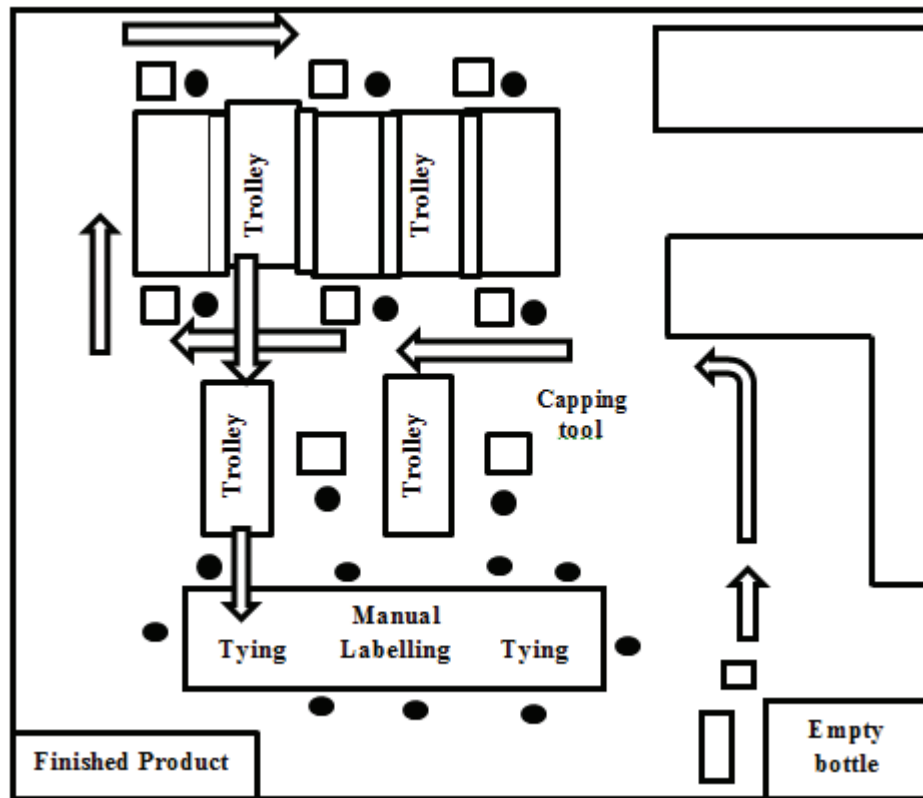 Trolley
Trolley
Capping
tool
Trolley
Trolley
Manual
Tying Labelling Tying
Finished Product
Empty
bottle